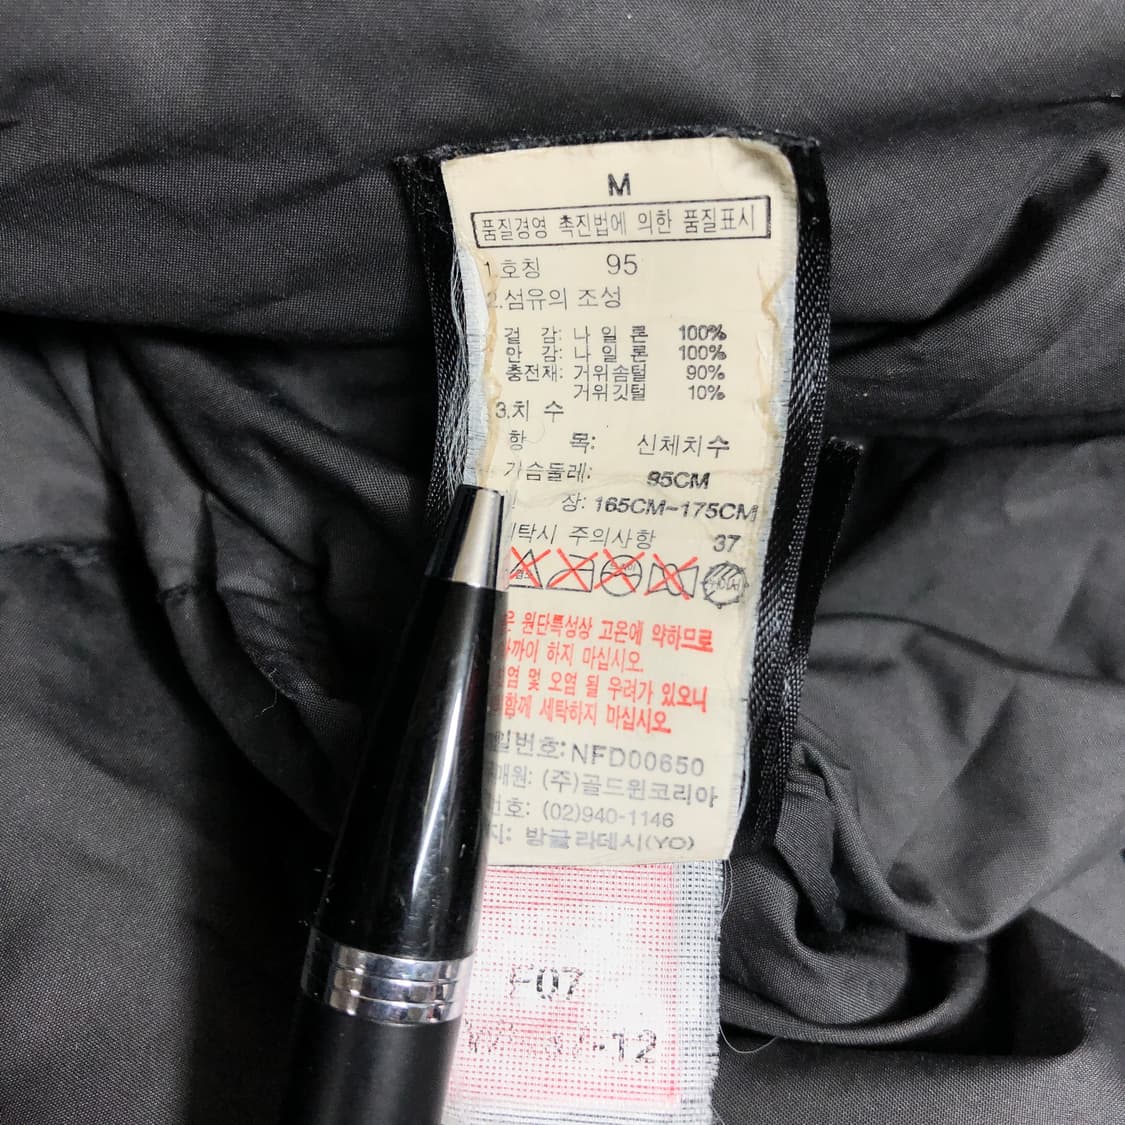 M
품질경영 촉진법에 의한 품질표시
1.호칭 95
2.섬유의 조성
겉 감: 나 일 론 100%
안 감: 나 일 론 100%
충전재: 거위솜털 90%
거위깃털 10%
3.치 수
항 목: 신체치수
가슴둘레: 95CM
장: 165CM-175CM
주의사항 37
원단특성상 고온에 약하므로
하지 마십시오.
몇 오염 될 우려가 있오니
함께 세탁하지 마십시오.
NFD00650
(주)골드윈코리아
(02)940-1146
방글라데시(YO)
F07
-12